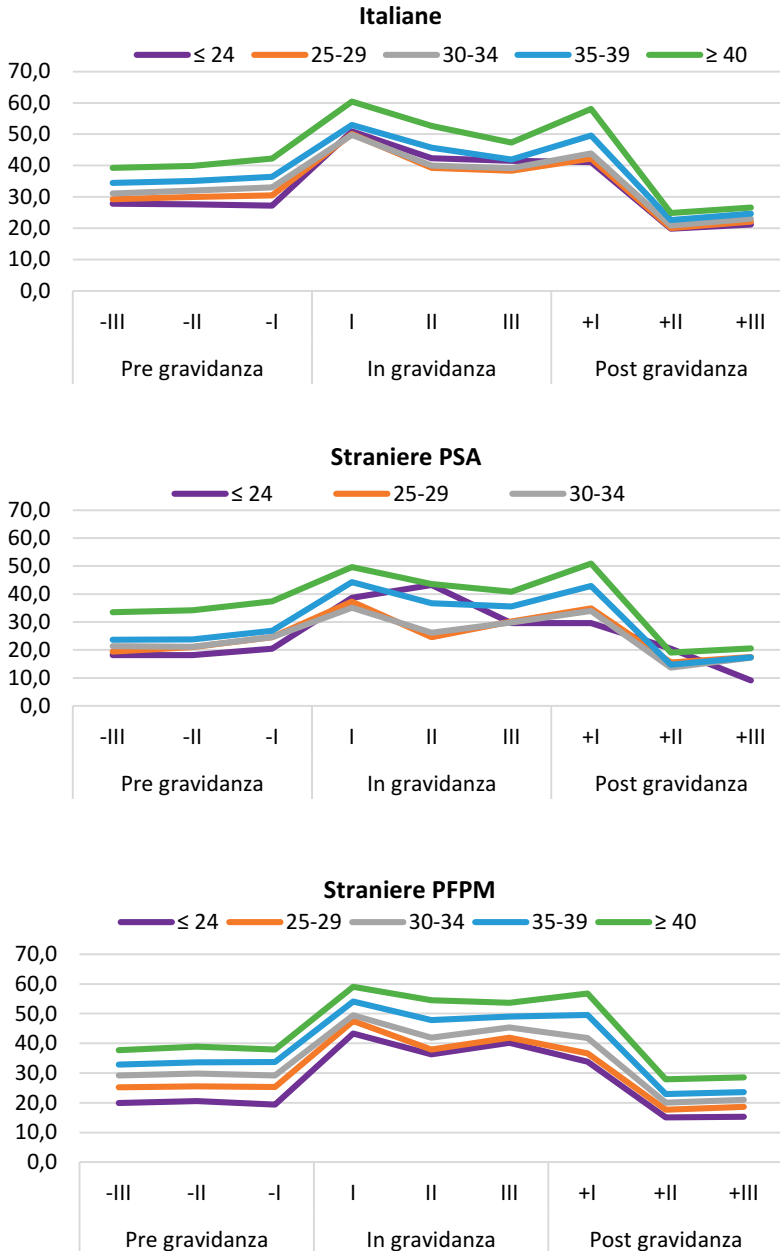 Italiane
≤ 24 25-29 30-34 35-39 ≥ 40
70,0
60,0
50,0
40,0
30,0
20,0
10,0
0,0
-III -II -I I II III +I +II +III
Pre gravidanza In gravidanza Post gravidanza
Straniere PSA
≤ 24 25-29 30-34
70,0
60,0
50,0
40,0
30,0
20,0
10,0
0,0
-III -II -I I II III +I +II +III
Pre gravidanza In gravidanza Post gravidanza
Straniere PFPM
≤ 24 25-29 30-34 35-39 ≥ 40
70,0
60,0
50,0
40,0
30,0
20,0
10,0
0,0
-III -II -I I II III +I +II +III
Pre gravidanza In gravidanza Post gravidanza